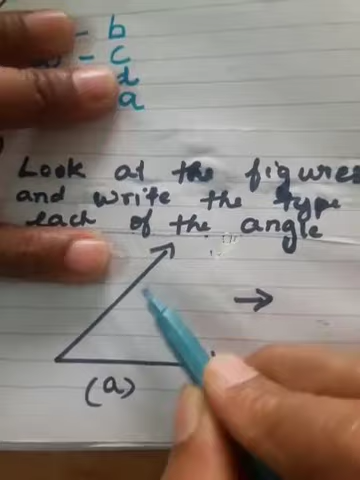 - b
- c
d
a
Look at the figures
and write the type
each of the angle
(a)